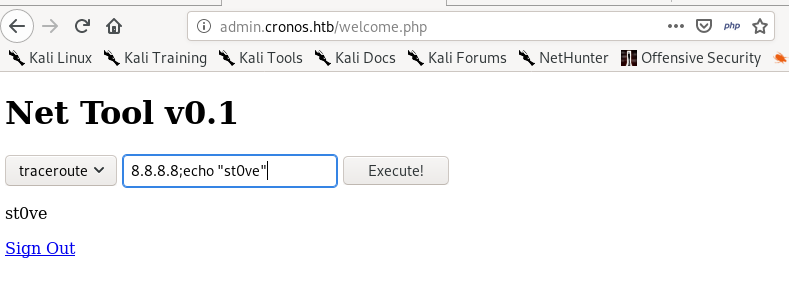 admin.cronos.htb/welcome.php
php
Kali Linux Kali Training Kali Tools Kali Docs Kali Forums NetHunter Offensive Security
Net Tool v0.1
traceroute 8.8.8.8;echo "st0ve" Execute!
st0ve
Sign Out